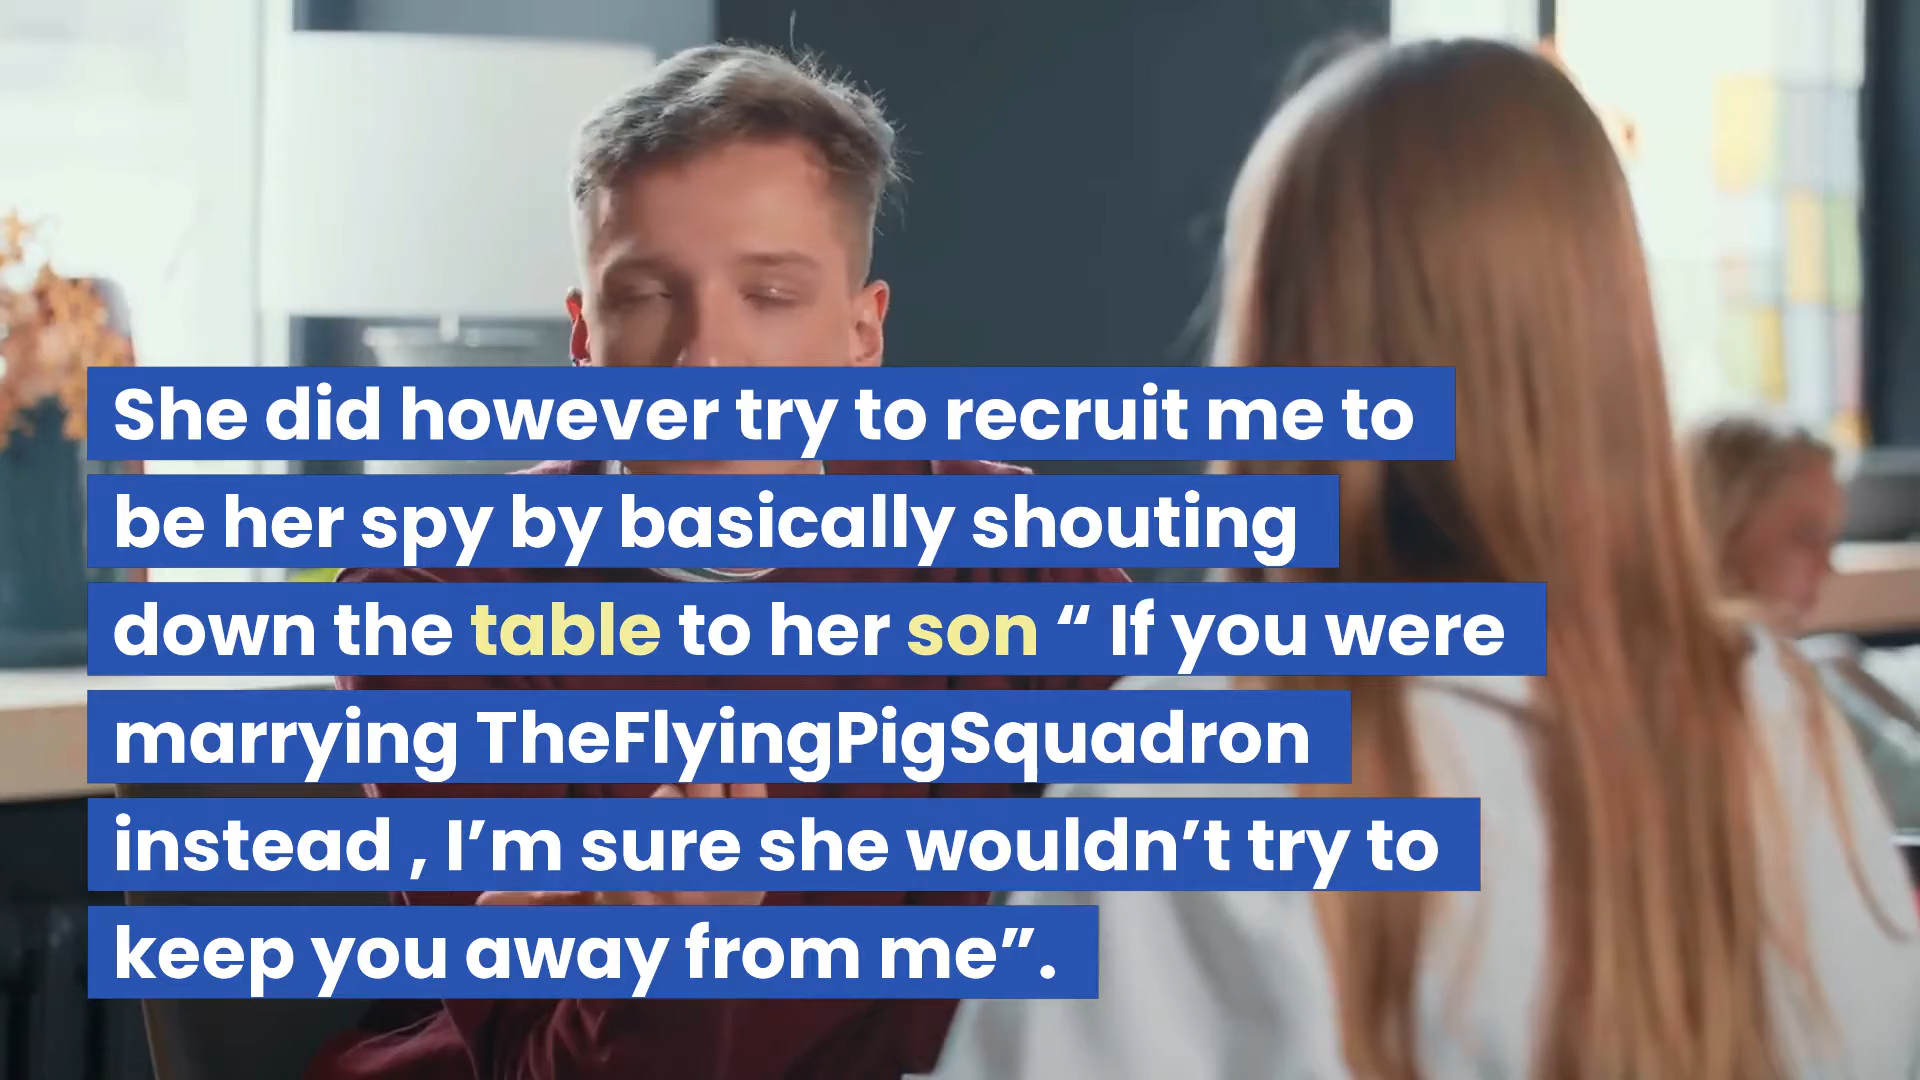 She did however try to recruit me to
be her spy by basically shouting
down the table to her son “ If you were
marrying TheFlyingPigSquadron
instead , I’m sure she wouldn’t try to
keep you away from me”.